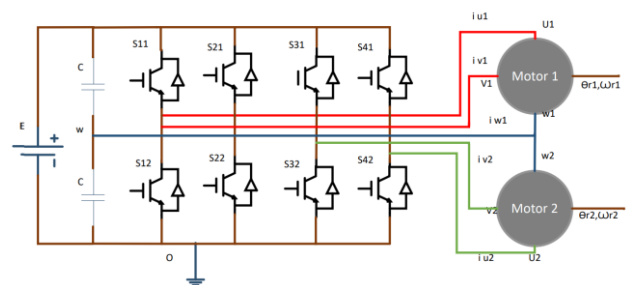 i u1
U1
S11
S21
S31
S41
C
i v1
V1
Motor 1
θr1,ωr1
E
+
w
i w1
w1
S12
S22
S32
S42
i v2
w2
C
V2
Motor 2
θr2,ωr2
O
i u2
U2